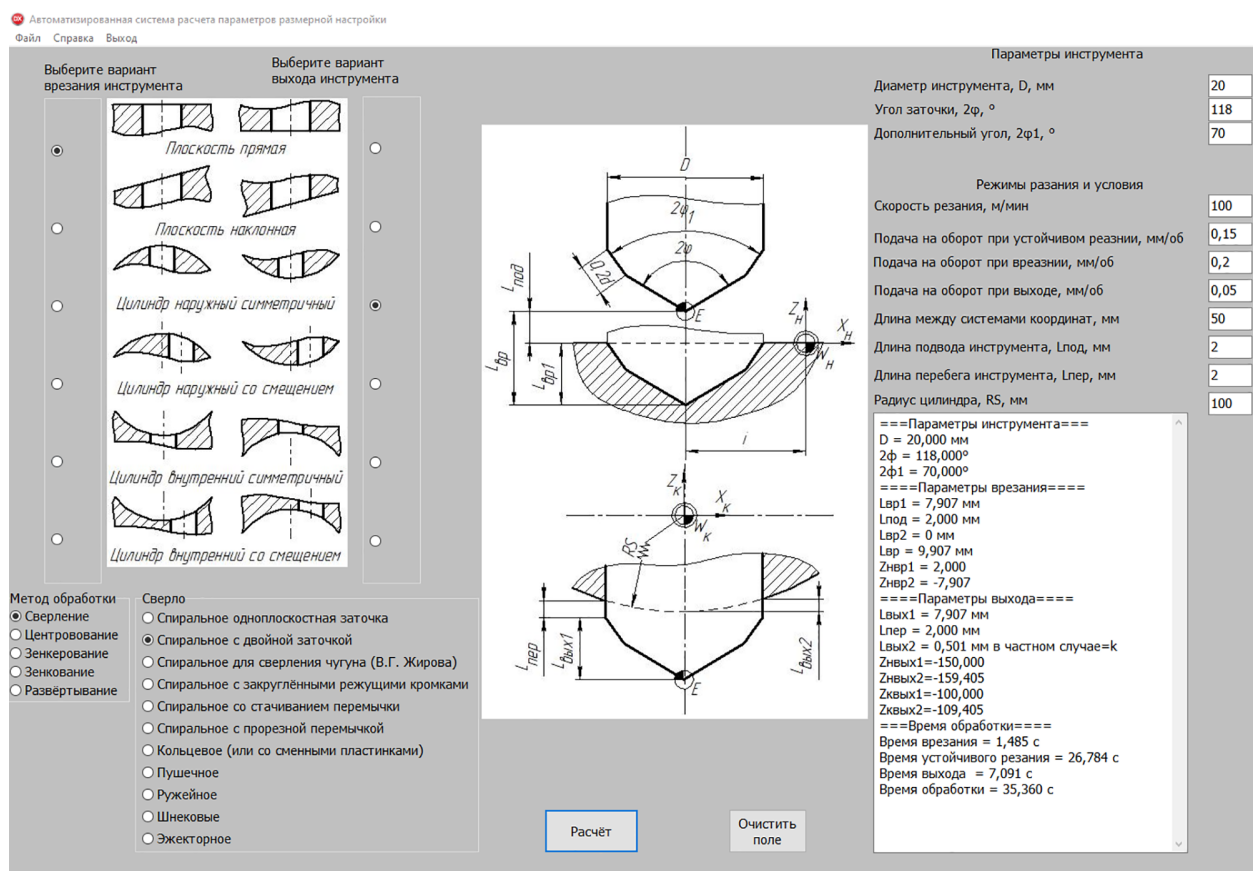 Автоматизированная система расчета параметров размерной настройки
Файл Справка Выход
Выберите вариант
врезания инструмента
Выберите вариант
выхода инструмента
Плоскость прямая
Плоскость наклонная
Цилиндр наружный симметричный
Цилиндр наружный со смещением
Цилиндр внутренний симметричный
Цилиндр внутренний со смещением
Метод обработки
Сверление
Центровование
Зенкерование
Зенкование
Развёртывание
Сверло
Спиральное одноплоскостная заточка
Спиральное с двойной заточкой
Спиральное для сверления чугуна (В.Г. Жирова)
Спиральное с закруглёнными режущими кромками
Спиральное со стачиванием перемычки
Спиральное с прорезной перемычкой
Кольцевое (или со сменными пластинками)
Пушечное
Ружейное
Шнековые
Эжекторное
D
2φ1
2φ
0,2d
Lпод
E
Zн
Xн
Wн
Lвр
Lвр1
i
Zк
Xк
Wк
RS
Lпер
Lвых1
Lвых2
E
Расчёт
Очистить
поле
Параметры инструмента
Диаметр инструмента, D, мм 20
Угол заточки, 2φ, ° 118
Дополнительный угол, 2φ1, ° 70
Режимы разания и условия
Скорость резания, м/мин 100
Подача на оборот при устойчивом реазнии, мм/об 0,15
Подача на оборот при вреазнии, мм/об 0,2
Подача на оборот при выходе, мм/об 0,05
Длина между системами координат, мм 50
Длина подвода инструмента, Lпод, мм 2
Длина перебега инструмента, Lпер, мм 2
Радиус цилиндра, RS, мм 100
===Параметры инструмента===
D = 20,000 мм
2ф = 118,000°
2ф1 = 70,000°
====Параметры врезания====
Lвр1 = 7,907 мм
Lпод = 2,000 мм
Lвр2 = 0 мм
Lвр = 9,907 мм
Zнвр1 = 2,000
Zнвр2 = -7,907
====Параметры выхода====
Lвых1 = 7,907 мм
Lпер = 2,000 мм
Lвых2 = 0,501 мм в частном случае=k
Zнвых1=-150,000
Zнвых2=-159,405
Zквых1=-100,000
Zквых2=-109,405
===Время обработки====
Время врезания = 1,485 с
Время устойчивого резания = 26,784 с
Время выхода  = 7,091 с
Время обработки = 35,360 с